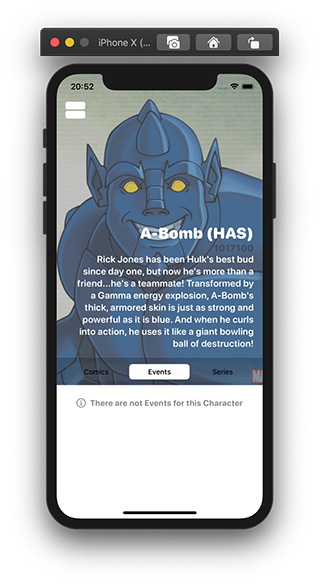 iPhone X (...
20:52
A-Bomb (HAS)
1017100
Rick Jones has been Hulk's best bud
since day one, but now he's more than a
friend...he's a teammate! Transformed by
a Gamma energy explosion, A-Bomb's
thick, armored skin is just as strong and
powerful as it is blue. And when he curls
into action, he uses it like a giant bowling
ball of destruction!
Comics Events Series
There are not Events for this Character